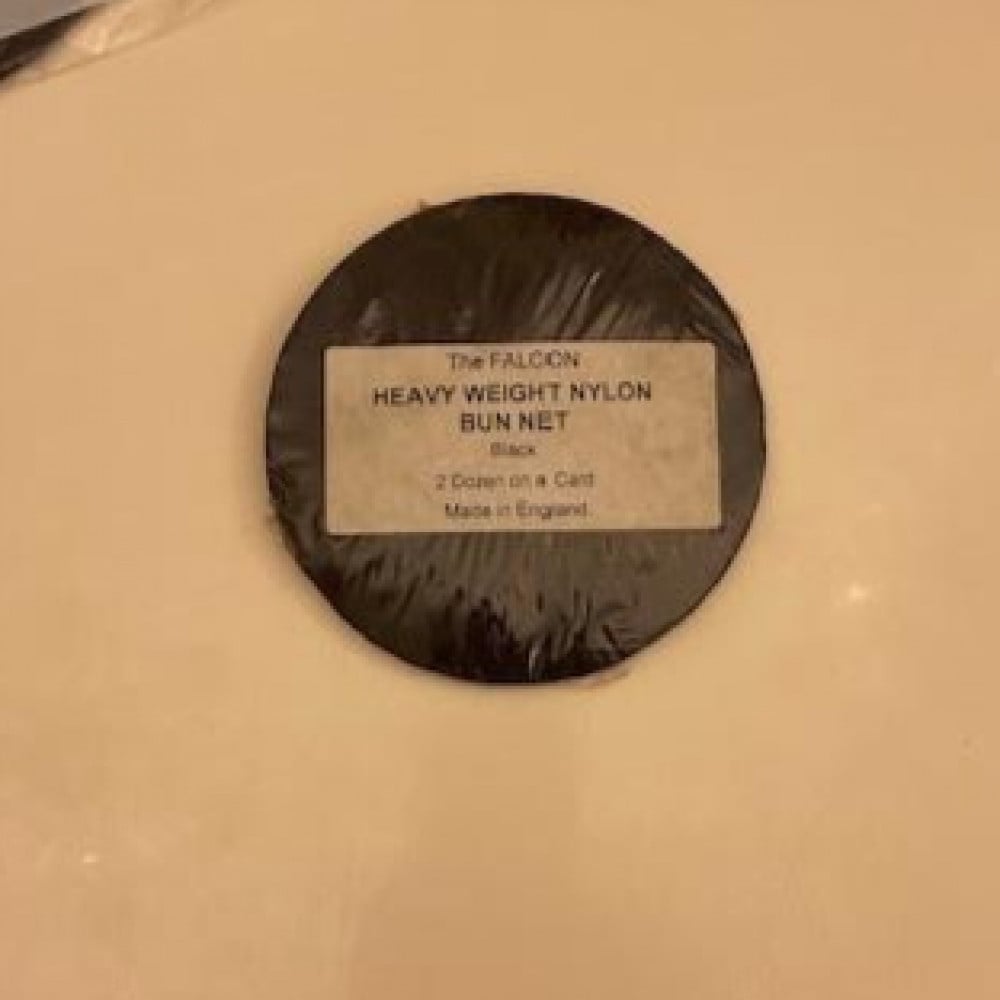 The FALCON
HEAVY WEIGHT NYLON
BUN NET
Black
2 Dozen on a Card
Made in England